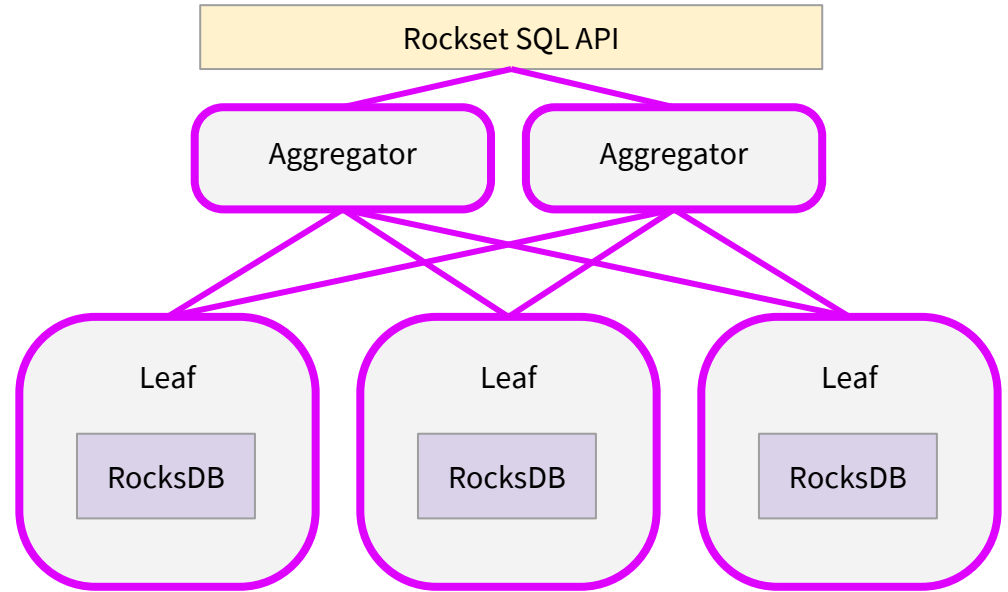 Rockset SQL API
Aggregator
Aggregator
Leaf
Leaf
Leaf
RocksDB
RocksDB
RocksDB